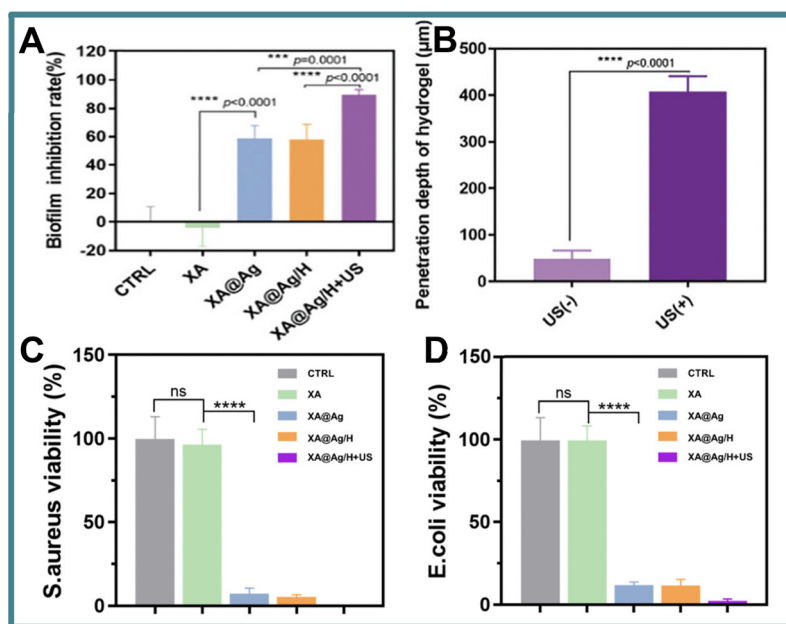 A
Biofilm inhibition rate(%)
120
100
80
60
40
20
0
-20
*** p=0.0001
**** p<0.0001
**** p<0.0001
CTRL
XA
XA@Ag
XA@Ag/H
XA@Ag/H+US
B
Penetration depth of hydrogel (µm)
500
400
300
200
100
0
**** p<0.0001
US(-)
US(+)
C
S.aureus viability (%)
150
100
50
0
ns
****
CTRL
XA
XA@Ag
XA@Ag/H
XA@Ag/H+US
D
E.coli viability (%)
150
100
50
0
ns
****
CTRL
XA
XA@Ag
XA@Ag/H
XA@Ag/H+US